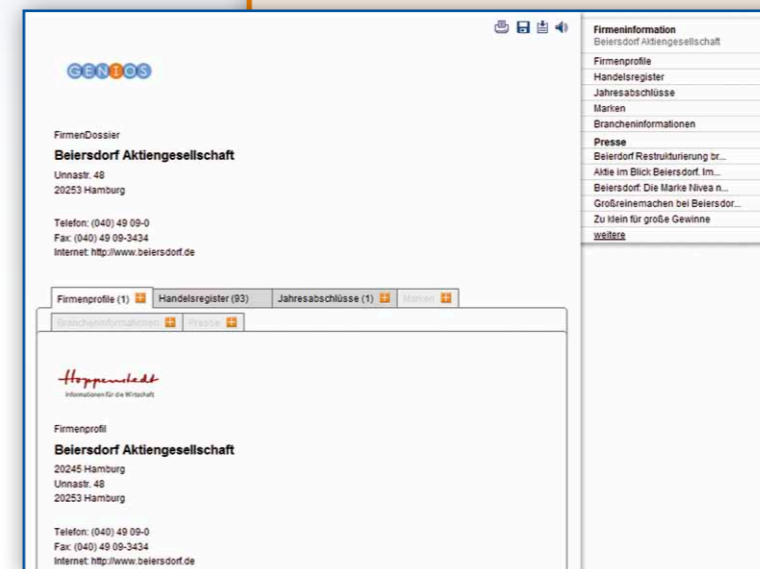 GENIOS
FirmenDossier
Beiersdorf Aktiengesellschaft
Unnastr. 48
20253 Hamburg
Telefon: (040) 49 09-0
Fax: (040) 49 09-3434
Internet: http://www.beiersdorf.de
Firmenprofile (1) Handelsregister (93) Jahresabschlüsse (1) Marken
Brancheninformationen Presse
Hoppenstedt
Informationen für die Wirtschaft
Firmenprofil
Beiersdorf Aktiengesellschaft
20245 Hamburg
Unnastr. 48
20253 Hamburg
Telefon: (040) 49 09-0
Fax: (040) 49 09-3434
Internet: http://www.beiersdorf.de
Firmeninformation
Beiersdorf Aktiengesellschaft
Firmenprofile
Handelsregister
Jahresabschlüsse
Marken
Brancheninformationen
Presse
Beierdorf Restrukturierung br...
Aktie im Blick Beiersdorf. Im...
Beiersdorf: Die Marke Nivea n...
Großreinemachen bei Beiersdor...
Zu klein für große Gewinne
weitere